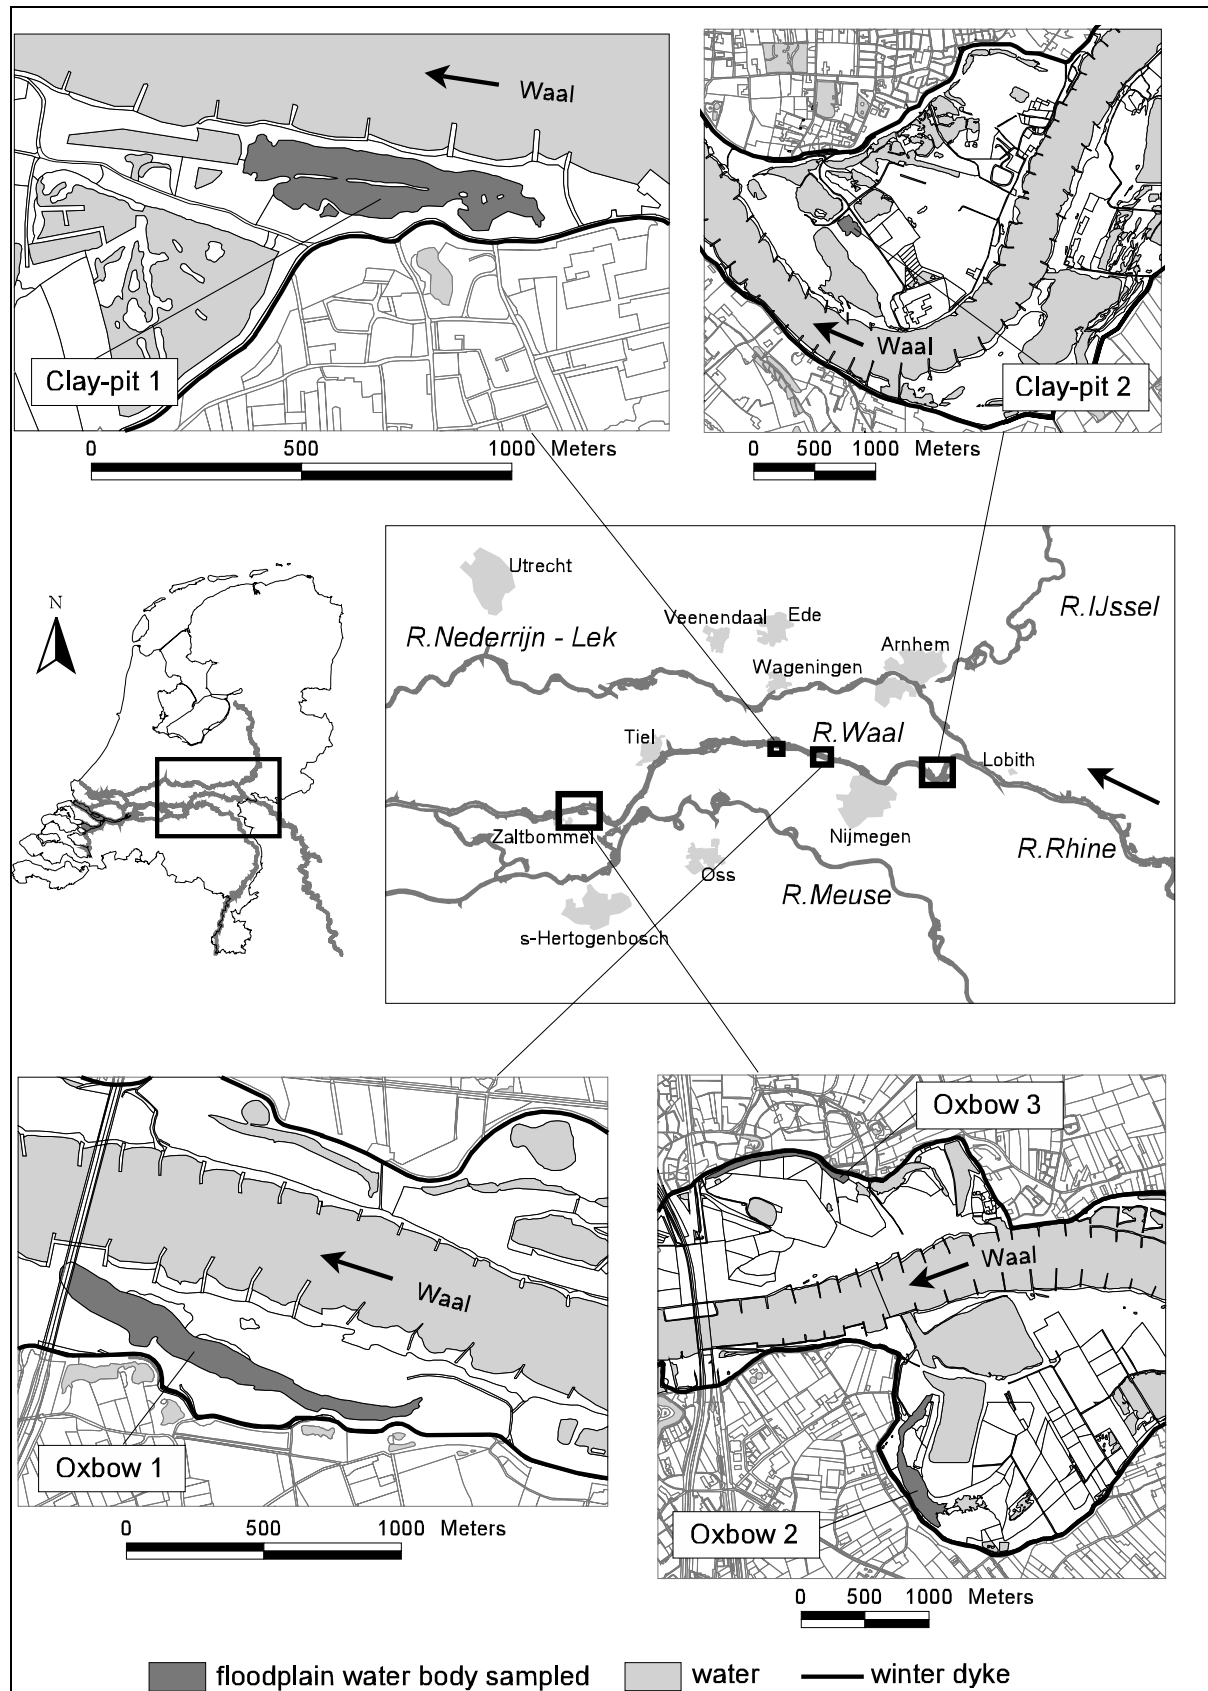 Waal
Clay-pit 1
0 500 1000 Meters
Waal
Clay-pit 2
0 500 1000 Meters
N
Utrecht
Veenendaal
Ede
R.IJssel
R.Nederrijn - Lek
Wageningen
Arnhem
Tiel
R.Waal
Lobith
Zaltbommel
Nijmegen
R.Rhine
Oss
R.Meuse
s-Hertogenbosch
Waal
Oxbow 1
0 500 1000 Meters
Oxbow 3
Waal
Oxbow 2
0 500 1000 Meters
floodplain water body sampled
water
winter dyke